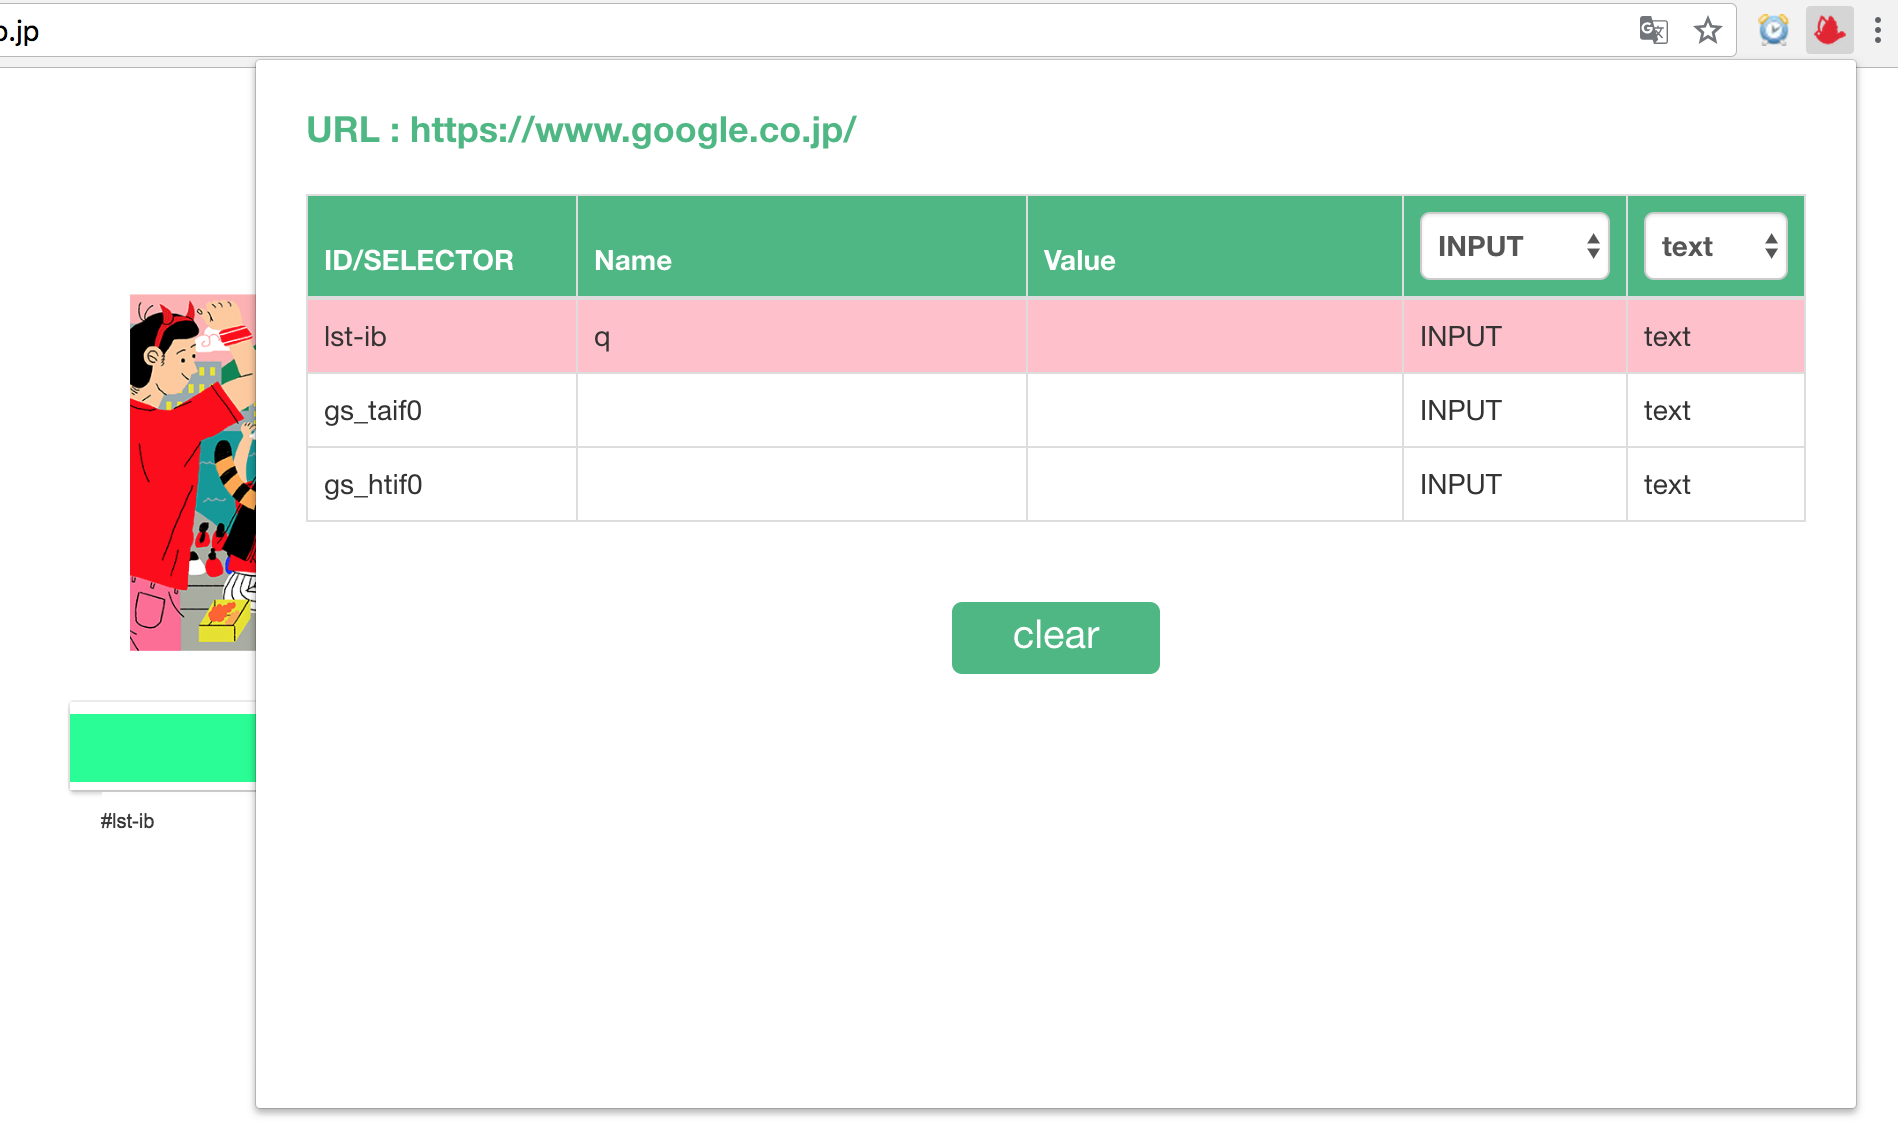 .jp
URL : https://www.google.co.jp/
ID/SELECTOR Name Value INPUT text
lst-ib q INPUT text
gs_taif0 INPUT text
gs_htif0 INPUT text
clear
#lst-ib